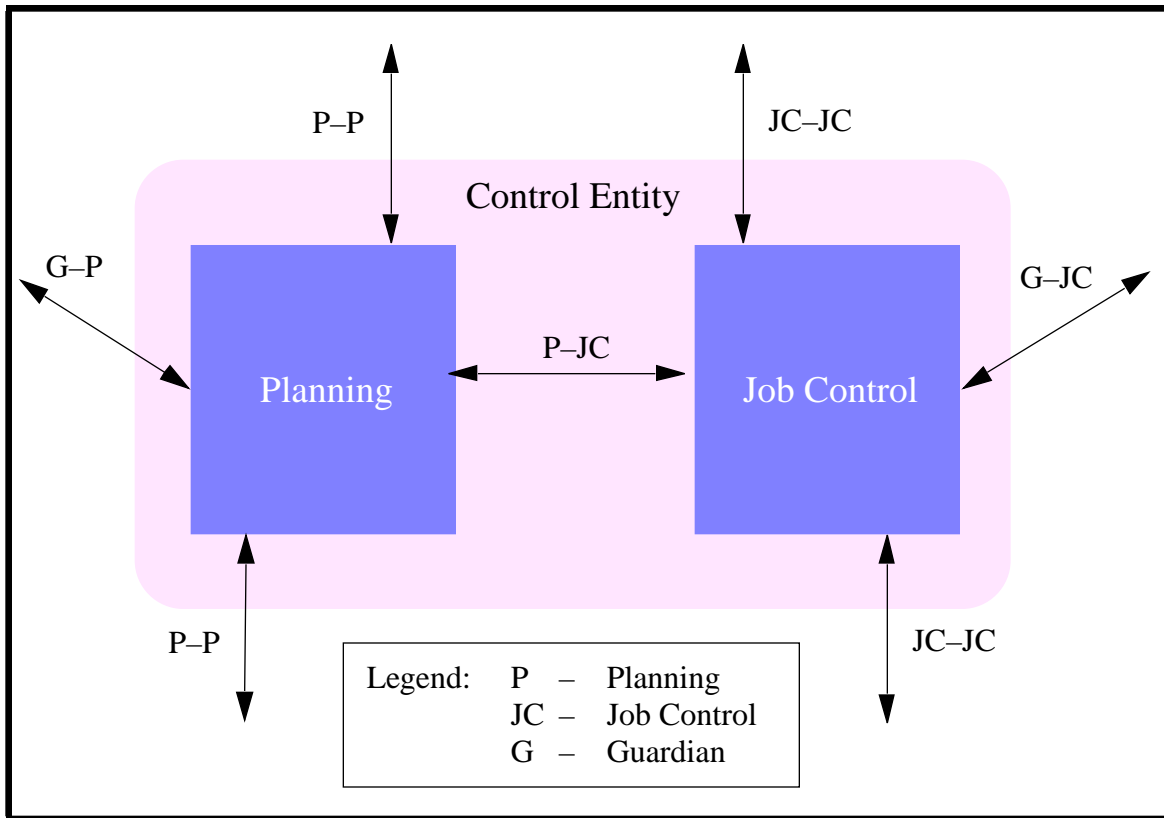 P–P
JC–JC
Control Entity
G–P
G–JC
P–JC
Planning
Job Control
P–P
JC–JC
Legend: P – Planning
JC – Job Control
G – Guardian